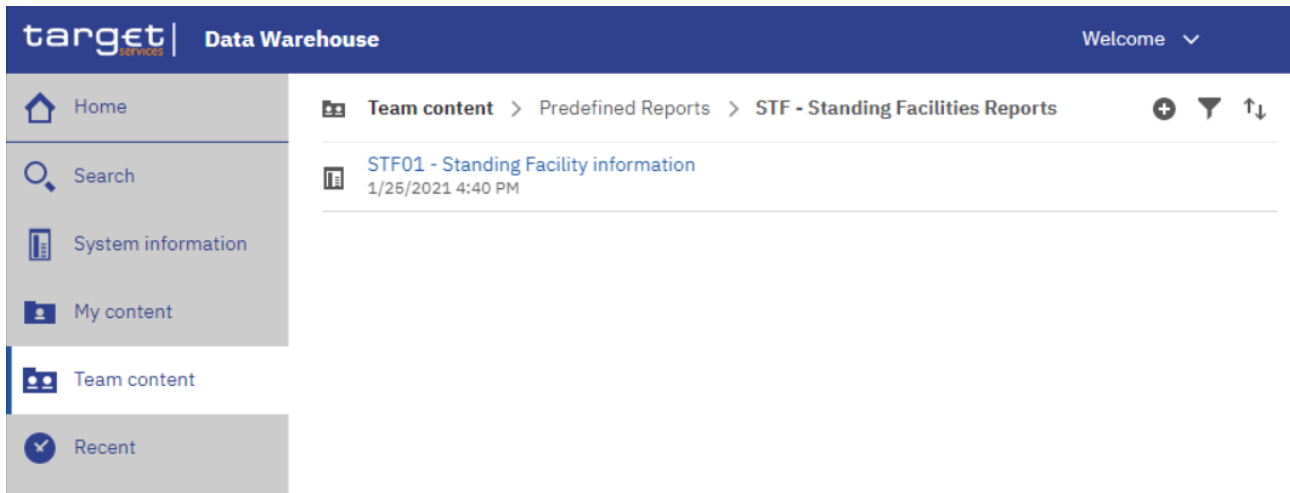 target services | Data Warehouse Welcome
Home
Team content > Predefined Reports > STF - Standing Facilities Reports
Search
STF01 - Standing Facility information
1/25/2021 4:40 PM
System information
My content
Team content
Recent